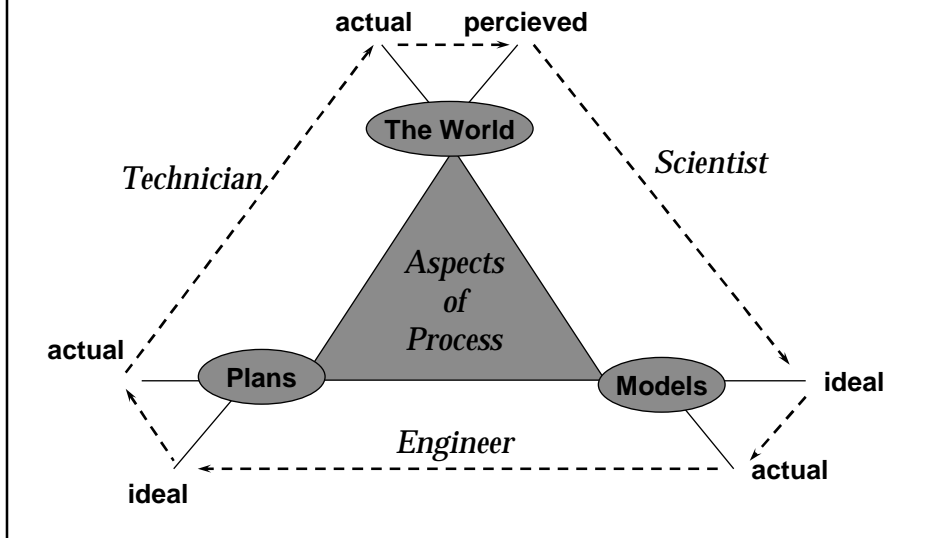 actual percieved
The World
Technician
Scientist
Aspects
of
Process
actual
Plans
Models
ideal
Engineer
actual
ideal